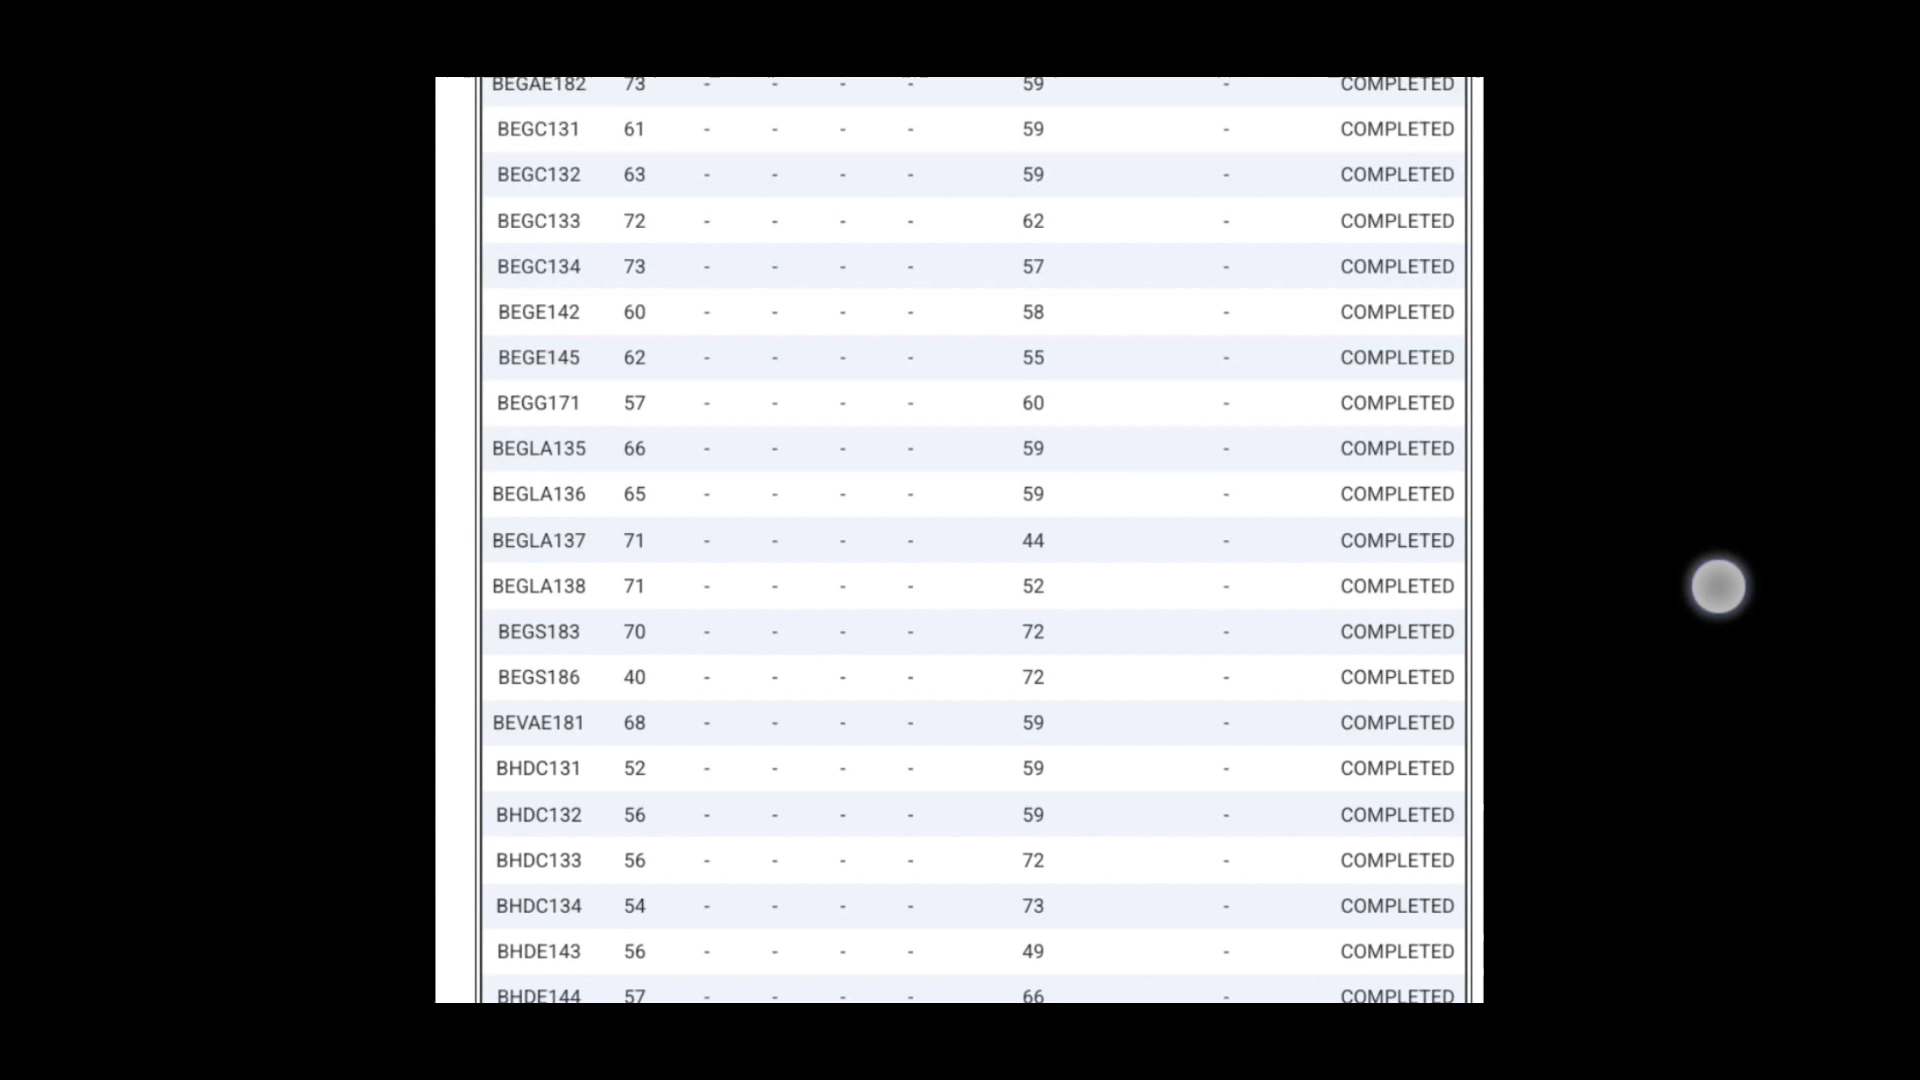 BEGAE182 73 - - - - 59 - COMPLETED
BEGC131 61 - - - - 59 - COMPLETED
BEGC132 63 - - - - 59 - COMPLETED
BEGC133 72 - - - - 62 - COMPLETED
BEGC134 73 - - - - 57 - COMPLETED
BEGE142 60 - - - - 58 - COMPLETED
BEGE145 62 - - - - 55 - COMPLETED
BEGG171 57 - - - - 60 - COMPLETED
BEGLA135 66 - - - - 59 - COMPLETED
BEGLA136 65 - - - - 59 - COMPLETED
BEGLA137 71 - - - - 44 - COMPLETED
BEGLA138 71 - - - - 52 - COMPLETED
BEGS183 70 - - - - 72 - COMPLETED
BEGS186 40 - - - - 72 - COMPLETED
BEVAE181 68 - - - - 59 - COMPLETED
BHDC131 52 - - - - 59 - COMPLETED
BHDC132 56 - - - - 59 - COMPLETED
BHDC133 56 - - - - 72 - COMPLETED
BHDC134 54 - - - - 73 - COMPLETED
BHDE143 56 - - - - 49 - COMPLETED
BHDE144 57 - - - - 66 - COMPLETED